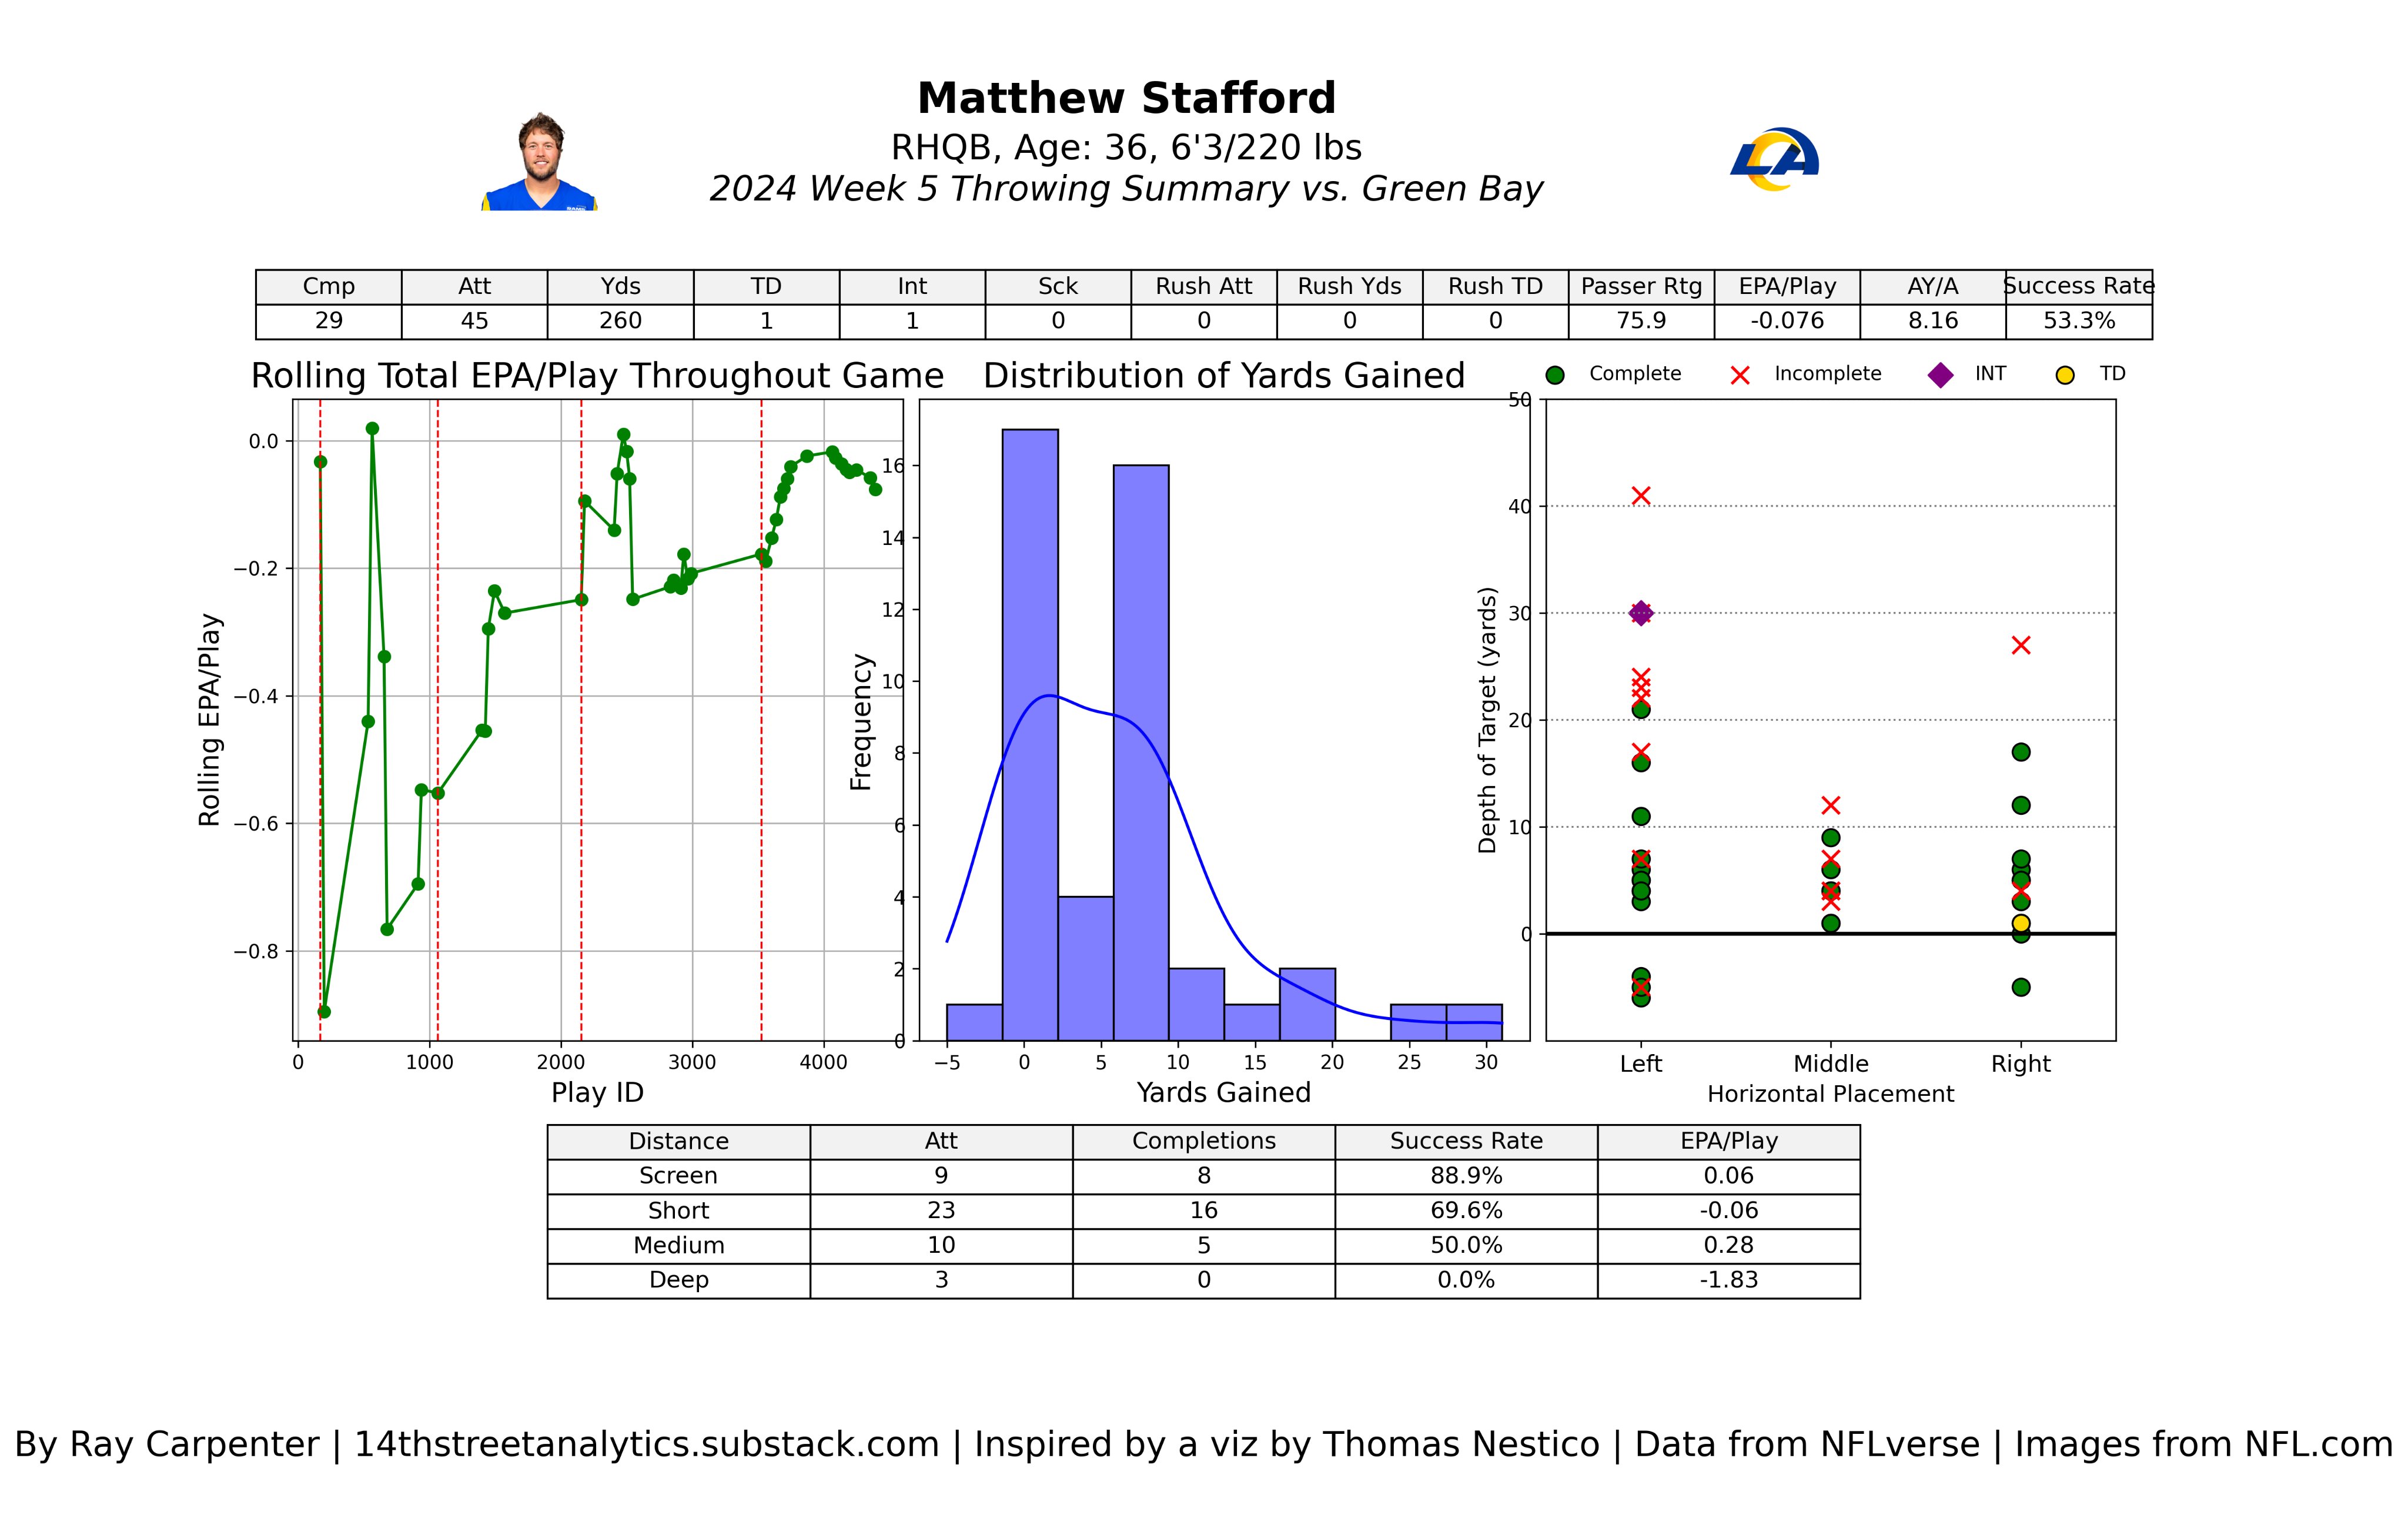 Matthew Stafford
RHQB, Age: 36, 6'3/220 lbs
2024 Week 5 Throwing Summary vs. Green Bay
LA
Cmp Att Yds TD Int Sck Rush Att Rush Yds Rush TD Passer Rtg EPA/Play AY/A Success Rate
29 45 260 1 1 0 0 0 0 75.9 -0.076 8.16 53.3%
Rolling Total EPA/Play Throughout Game
0.0
−0.2
−0.4
−0.6
−0.8
Rolling EPA/Play
0 1000 2000 3000 4000
Play ID
Distribution of Yards Gained
16
14
12
10
8
6
4
2
0
Frequency
−5 0 5 10 15 20 25 30
Yards Gained
Complete Incomplete INT TD
50
40
30
20
10
0
Depth of Target (yards)
Left Middle Right
Horizontal Placement
Distance Att Completions Success Rate EPA/Play
Screen 9 8 88.9% 0.06
Short 23 16 69.6% -0.06
Medium 10 5 50.0% 0.28
Deep 3 0 0.0% -1.83
By Ray Carpenter | 14thstreetanalytics.substack.com | Inspired by a viz by Thomas Nestico | Data from NFLverse | Images from NFL.com